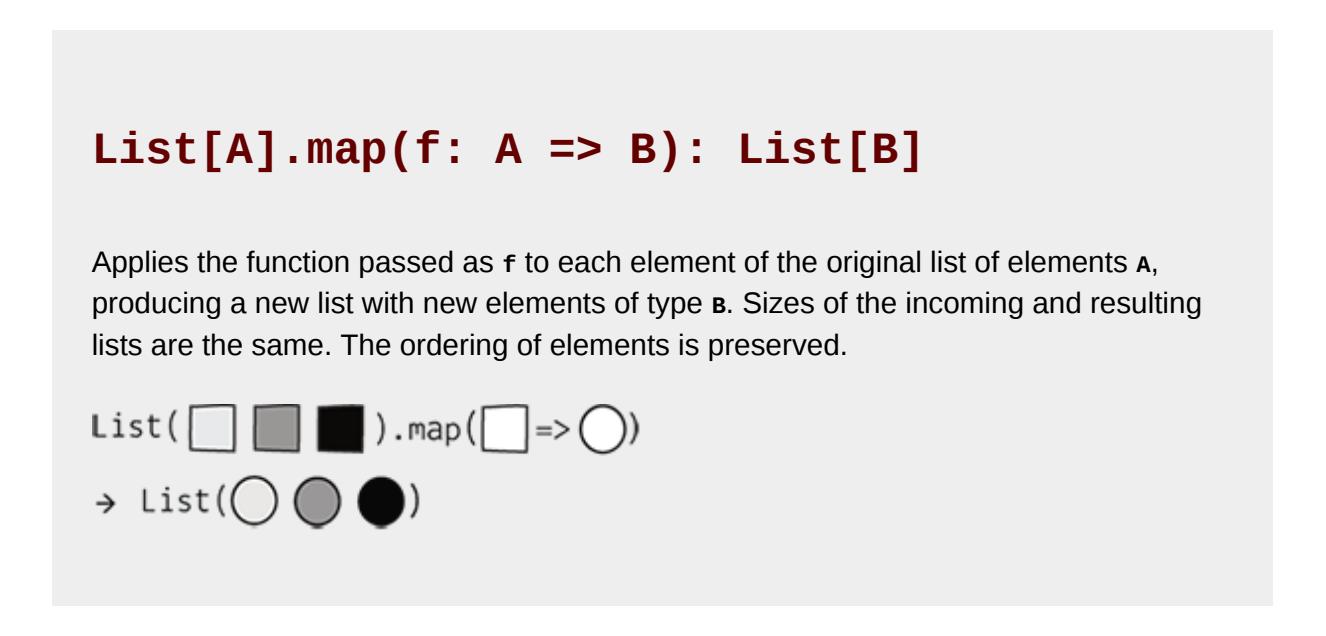 List[A].map(f: A => B): List[B]
Applies the function passed as f to each element of the original list of elements A,
producing a new list with new elements of type B. Sizes of the incoming and resulting
lists are the same. The ordering of elements is preserved.
List( ).map( => )
→ List( )